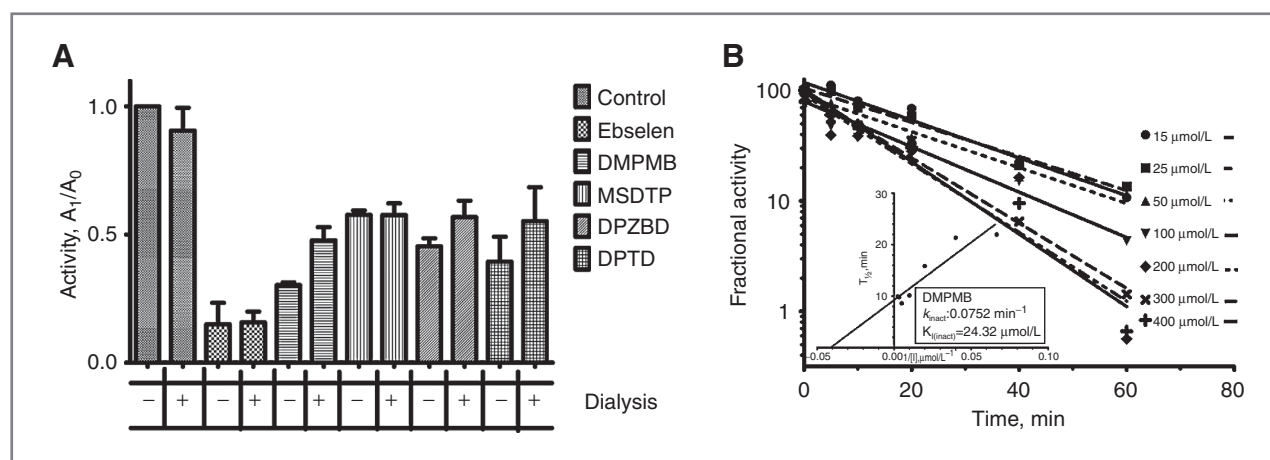 A
Activity, A1/A0
1.0
0.5
0.0
− + − + − + − + − + − +
Dialysis
Control
Ebselen
DMPMB
MSDTP
DPZBD
DPTD
B
Fractional activity
100
10
1
0 20 40 60 80
Time, min
15 µmol/L
25 µmol/L
50 µmol/L
100 µmol/L
200 µmol/L
300 µmol/L
400 µmol/L
T½,min
30
20
10
−0.05 0.00 0.05 0.10
1/[I],µmol/L−1
DMPMB
kinact:0.0752 min−1
KI(inact)=24.32 µmol/L